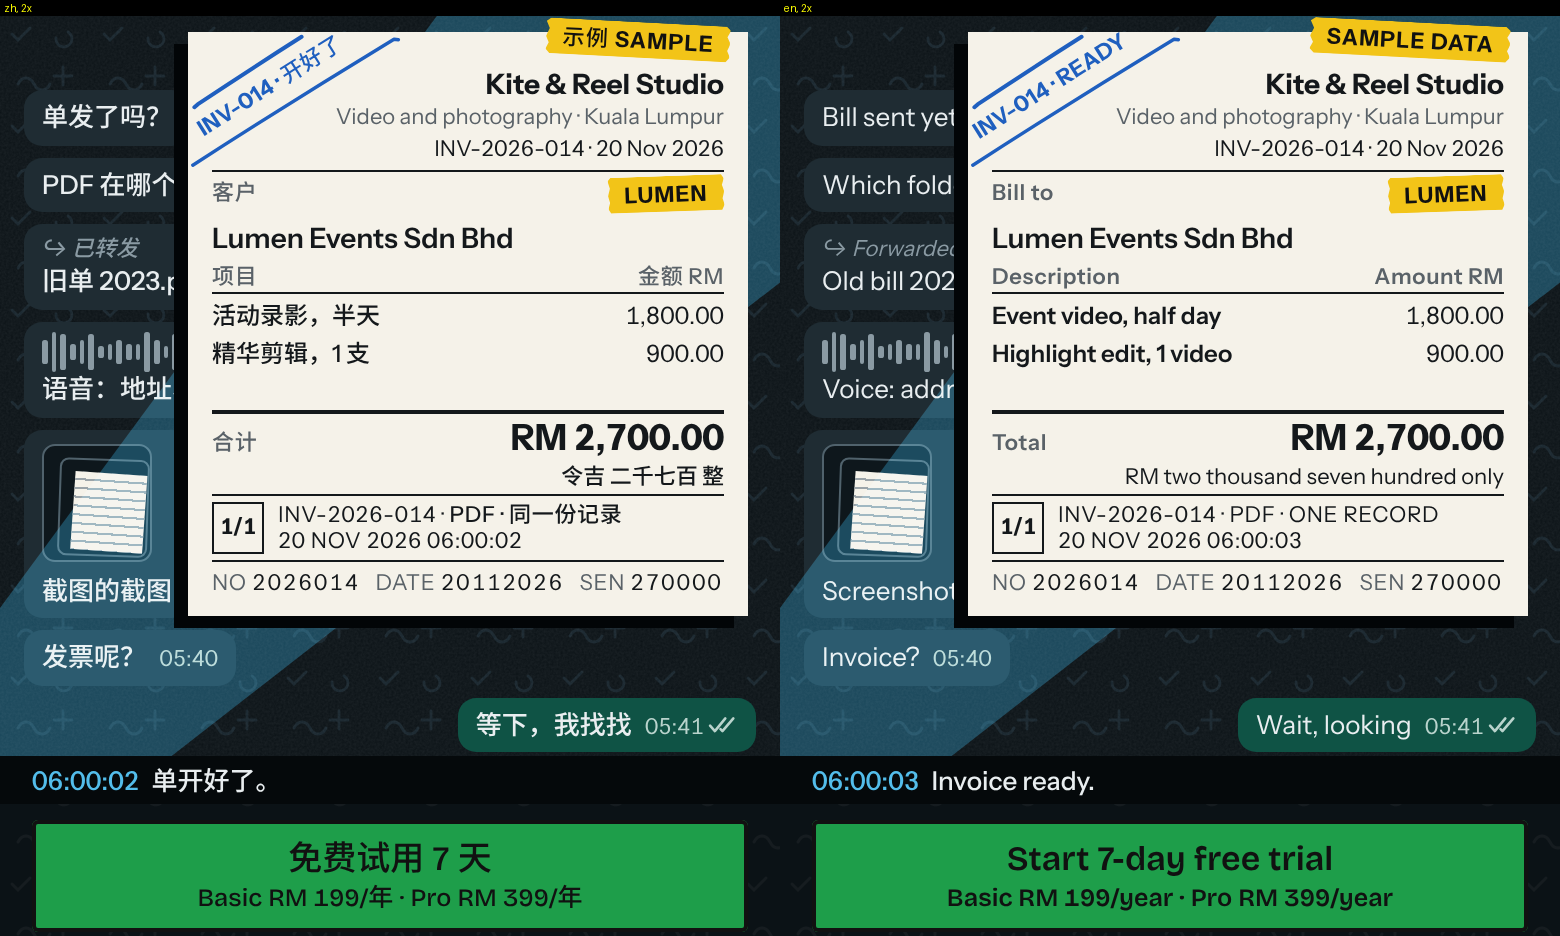 zh, 2x
单发了吗？
PDF 在哪个
已转发
旧单 2023.p
语音：地址
截图的截图
发票呢？ 05:40
等下，我找找 05:41
INV-014·开好了
示例 SAMPLE
Kite & Reel Studio
Video and photography · Kuala Lumpur
INV-2026-014 · 20 Nov 2026
客户
LUMEN
Lumen Events Sdn Bhd
项目 金额 RM
活动录影，半天 1,800.00
精华剪辑，1 支 900.00
合计 RM 2,700.00
令吉 二千七百 整
1/1
INV-2026-014 · PDF · 同一份记录
20 NOV 2026 06:00:02
NO 2026014 DATE 20112026 SEN 270000
06:00:02 单开好了。
免费试用 7 天
Basic RM 199/年 · Pro RM 399/年
en, 2x
Bill sent yet
Which fold
Forwarded
Old bill 202
Voice: addr
Screenshot
Invoice? 05:40
Wait, looking 05:41
INV-014·READY
SAMPLE DATA
Kite & Reel Studio
Video and photography · Kuala Lumpur
INV-2026-014 · 20 Nov 2026
Bill to
LUMEN
Lumen Events Sdn Bhd
Description Amount RM
Event video, half day 1,800.00
Highlight edit, 1 video 900.00
Total RM 2,700.00
RM two thousand seven hundred only
1/1
INV-2026-014 · PDF · ONE RECORD
20 NOV 2026 06:00:03
NO 2026014 DATE 20112026 SEN 270000
06:00:03 Invoice ready.
Start 7-day free trial
Basic RM 199/year · Pro RM 399/year